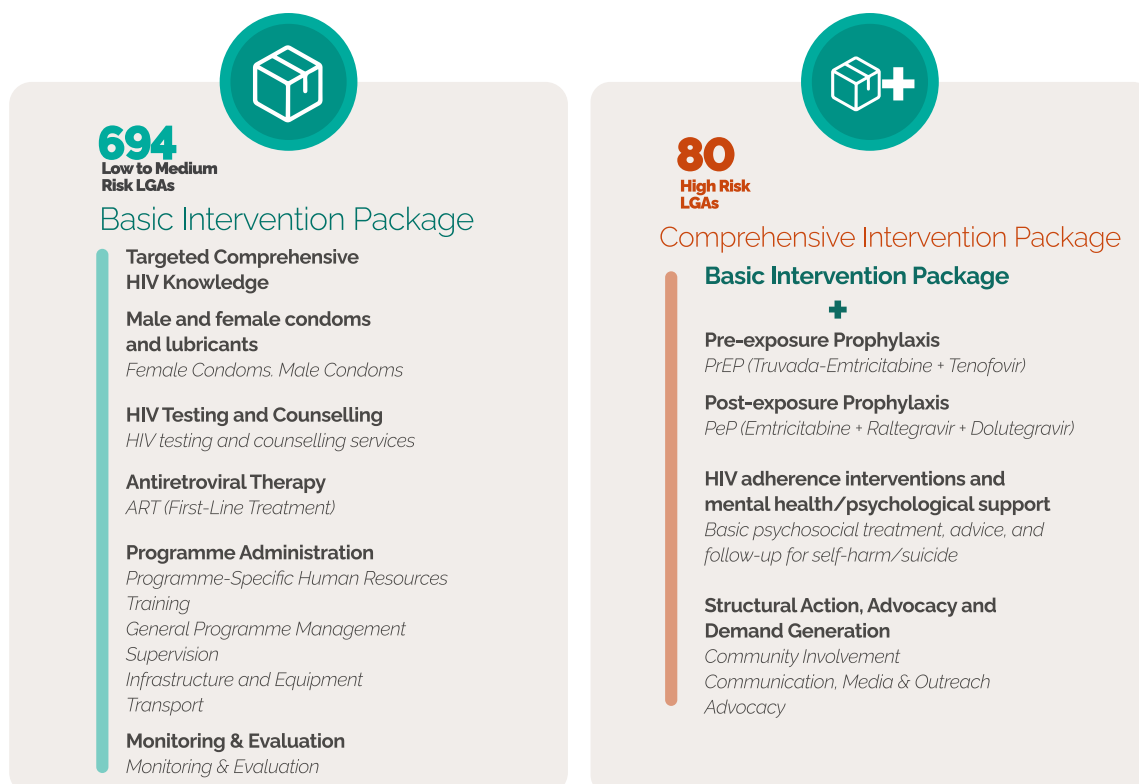 694
Low to Medium
Risk LGAs
Basic Intervention Package
Targeted Comprehensive
HIV Knowledge
Male and female condoms
and lubricants
Female Condoms. Male Condoms
HIV Testing and Counselling
HIV testing and counselling services
Antiretroviral Therapy
ART (First-Line Treatment)
Programme Administration
Programme-Specific Human Resources
Training
General Programme Management
Supervision
Infrastructure and Equipment
Transport
Monitoring & Evaluation
Monitoring & Evaluation
80
High Risk
LGAs
Comprehensive Intervention Package
Basic Intervention Package
+
Pre-exposure Prophylaxis
PrEP (Truvada-Emtricitabine + Tenofovir)
Post-exposure Prophylaxis
PeP (Emtricitabine + Raltegravir + Dolutegravir)
HIV adherence interventions and
mental health/psychological support
Basic psychosocial treatment, advice, and
follow-up for self-harm/suicide
Structural Action, Advocacy and
Demand Generation
Community Involvement
Communication, Media & Outreach
Advocacy